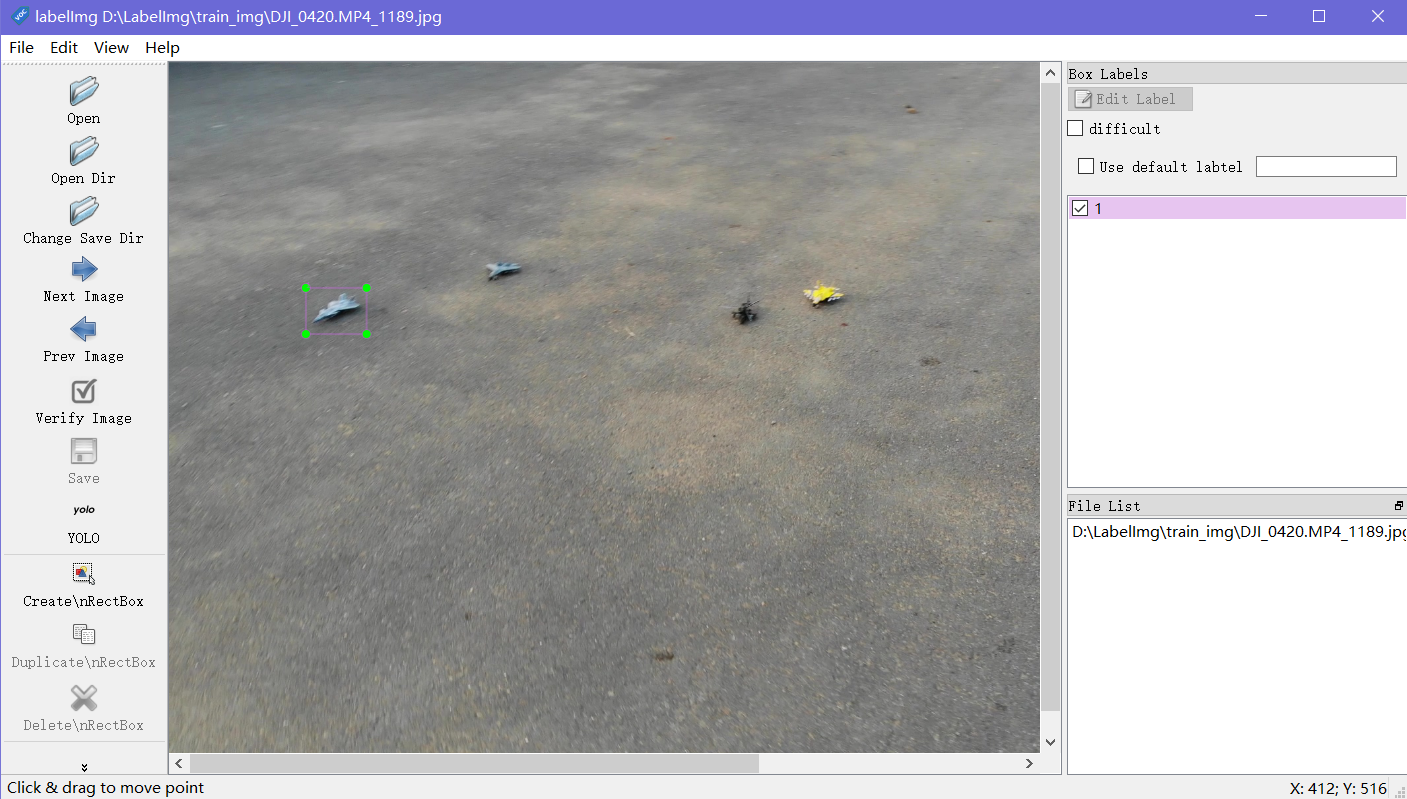 labelImg D:\LabelImg\train_img\DJI_0420.MP4_1189.jpg
File Edit View Help
Open
Open Dir
Change Save Dir
Next Image
Prev Image
Verify Image
Save
yolo
YOLO
Create\nRectBox
Duplicate\nRectBox
Delete\nRectBox
Box Labels
Edit Label
difficult
Use default labtel
1
File List
D:\LabelImg\train_img\DJI_0420.MP4_1189.jpg
Click & drag to move point
X: 412; Y: 516